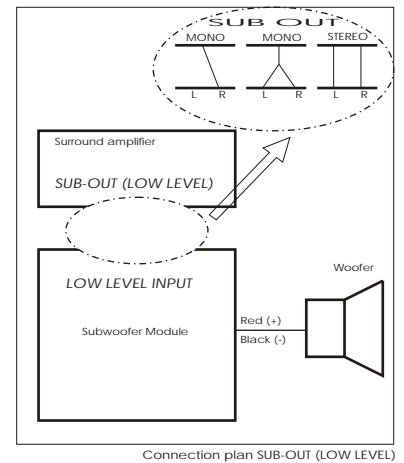 SUB OUT
MONO MONO STEREO
L R L R L R
Surround amplifier
SUB-OUT (LOW LEVEL)
LOW LEVEL INPUT
Woofer
Red (+)
Subwoofer Module
Black (-)
Connection plan SUB-OUT (LOW LEVEL)